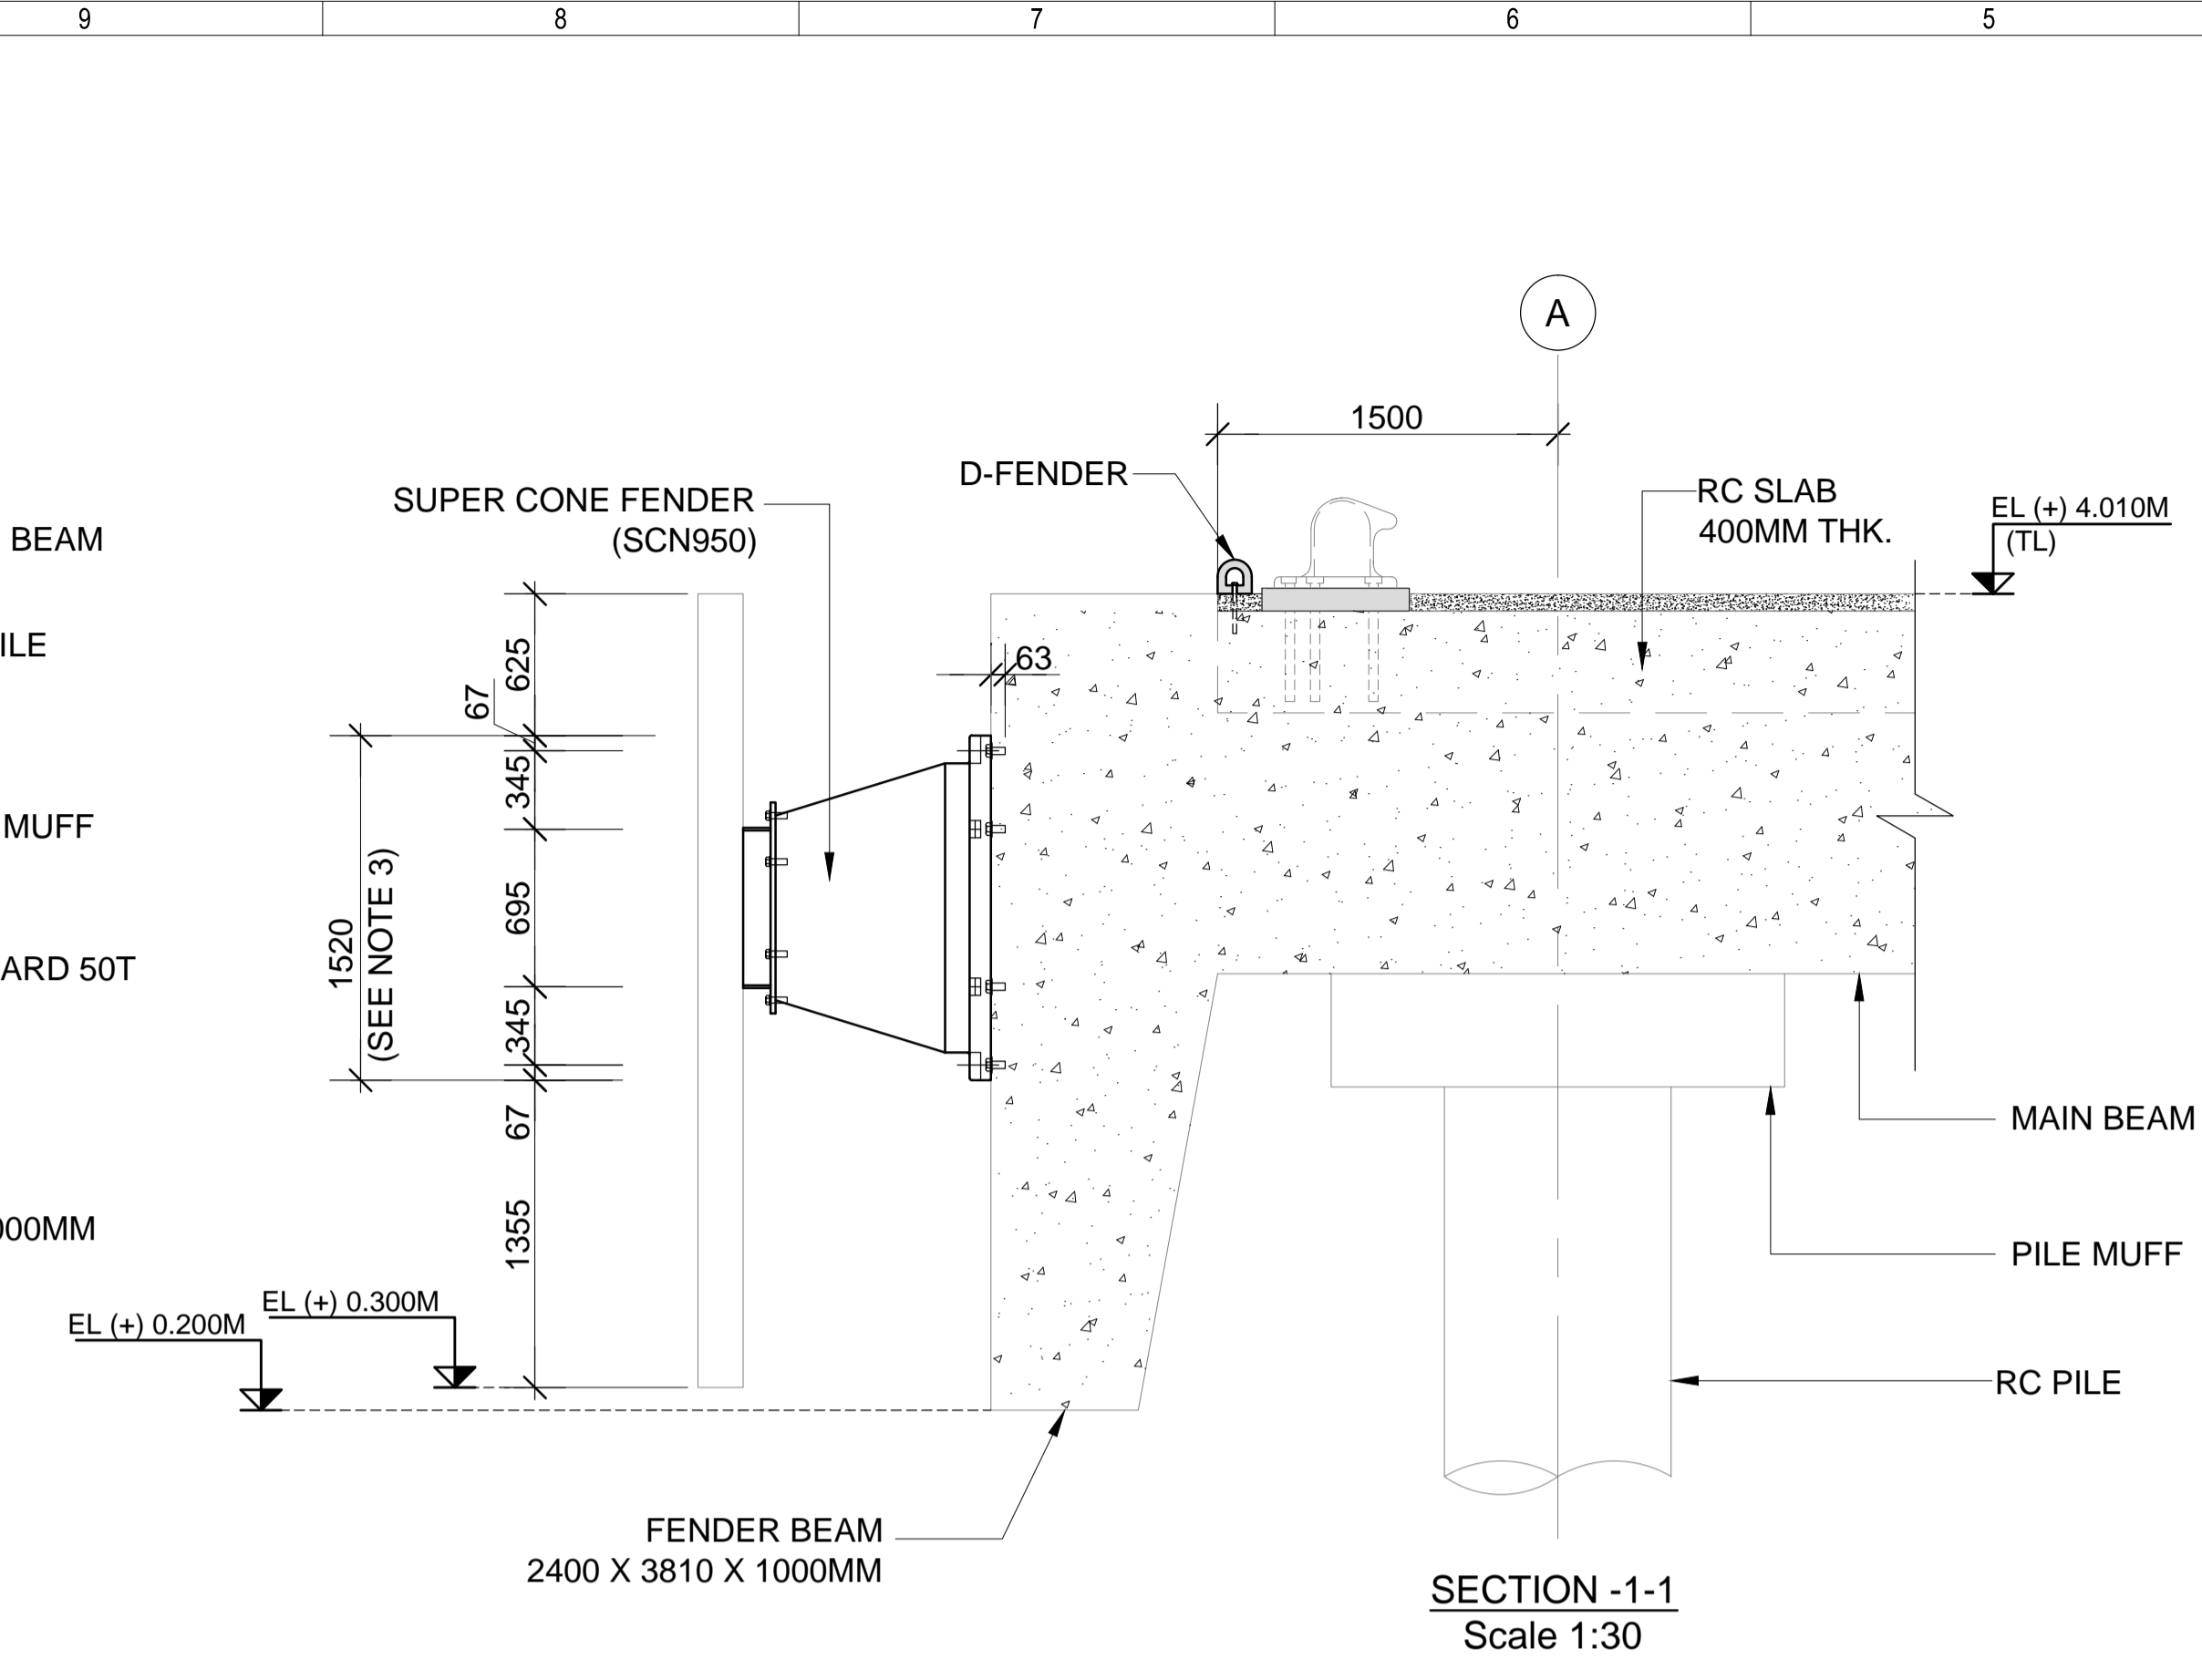 9
8
7
6
5
A
1500
D-FENDER
SUPER CONE FENDER
(SCN950)
RC SLAB
400MM THK.
EL (+) 4.010M
(TL)
BEAM
ILE
MUFF
ARD 50T
000MM
625
67
345
695
345
67
1355
1520
(SEE NOTE 3)
63
EL (+) 0.300M
EL (+) 0.200M
MAIN BEAM
PILE MUFF
RC PILE
FENDER BEAM
2400 X 3810 X 1000MM
SECTION -1-1
Scale 1:30